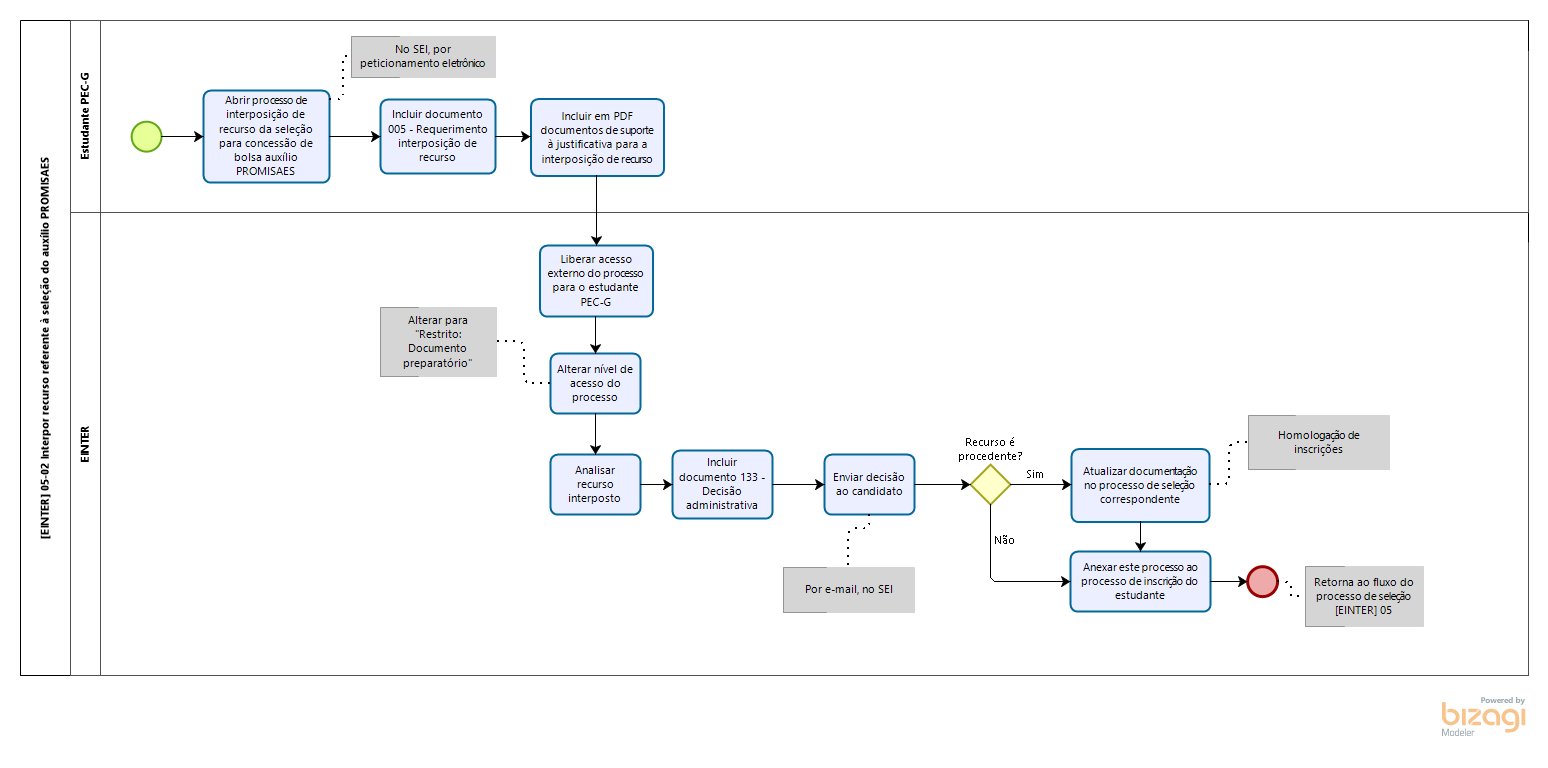 [EINTER] 05-02 Interpor recurso referente à seleção do auxílio PROMISAES
Estudante PEC-G
No SEI, por
peticionamento eletrônico
Abrir processo de
interposição de
recurso da seleção
para concessão de
bolsa auxílio
PROMISAES
Incluir documento
005 - Requerimento
interposição de
recurso
Incluir em PDF
documentos de suporte
à justificativa para a
interposição de recurso
EINTER
Liberar acesso
externo do processo
para o estudante
PEC-G
Alterar para
"Restrito:
Documento
preparatório"
Alterar nível de
acesso do
processo
Analisar
recurso
interposto
Incluir
documento 133 -
Decisão
administrativa
Enviar decisão
ao candidato
Por e-mail, no SEI
Recurso é
procedente?
Sim
Não
Atualizar documentação
no processo de seleção
correspondente
Homologação de
inscrições
Anexar este processo ao
processo de inscrição do
estudante
Retorna ao fluxo do
processo de seleção
[EINTER] 05
Powered by
bizagi
Modeler